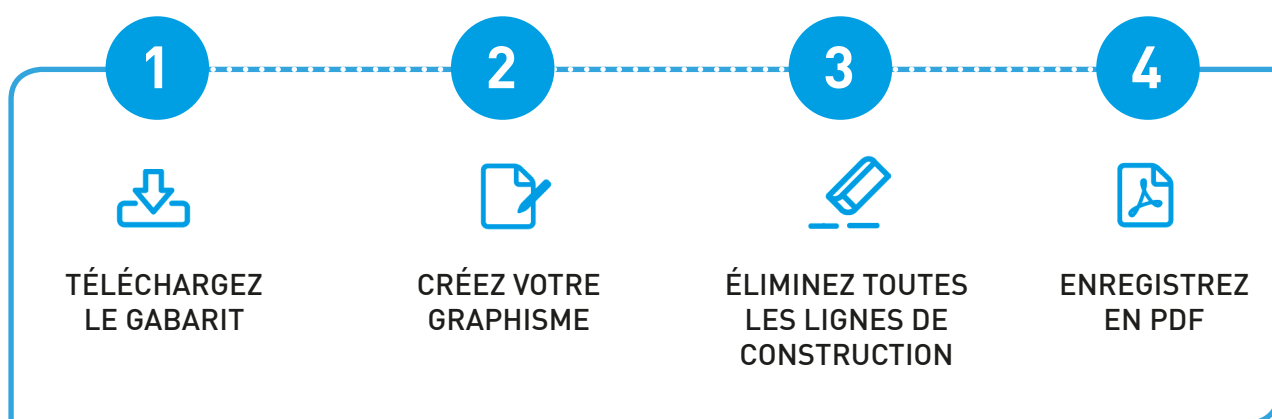 1
2
3
4
TÉLÉCHARGEZ
LE GABARIT
CRÉEZ VOTRE
GRAPHISME
ÉLIMINEZ TOUTES
LES LIGNES DE
CONSTRUCTION
ENREGISTREZ
EN PDF